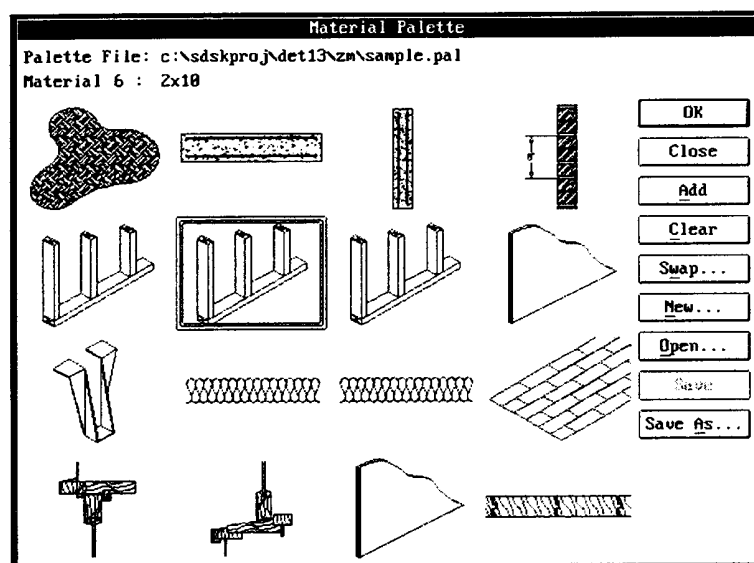 Material Palette
Palette File: c:\sdskproj\det13\zm\sample.pal
Material 6 : 2x10
OK
Close
Add
Clear
Swap...
New...
Open...
Save
Save As...